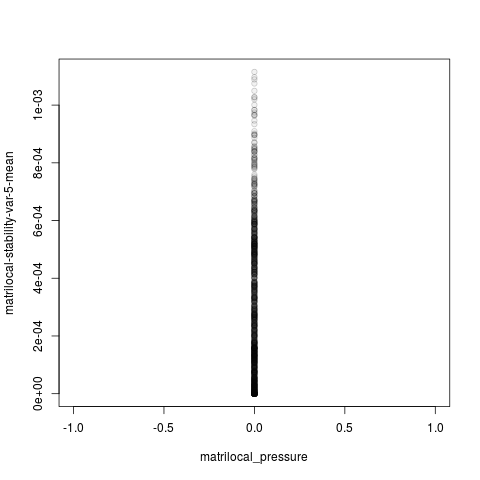 matrilocal-stability-var-5-mean
1e-03
8e-04
6e-04
4e-04
2e-04
0e+00
-1.0 -0.5 0.0 0.5 1.0
matrilocal_pressure